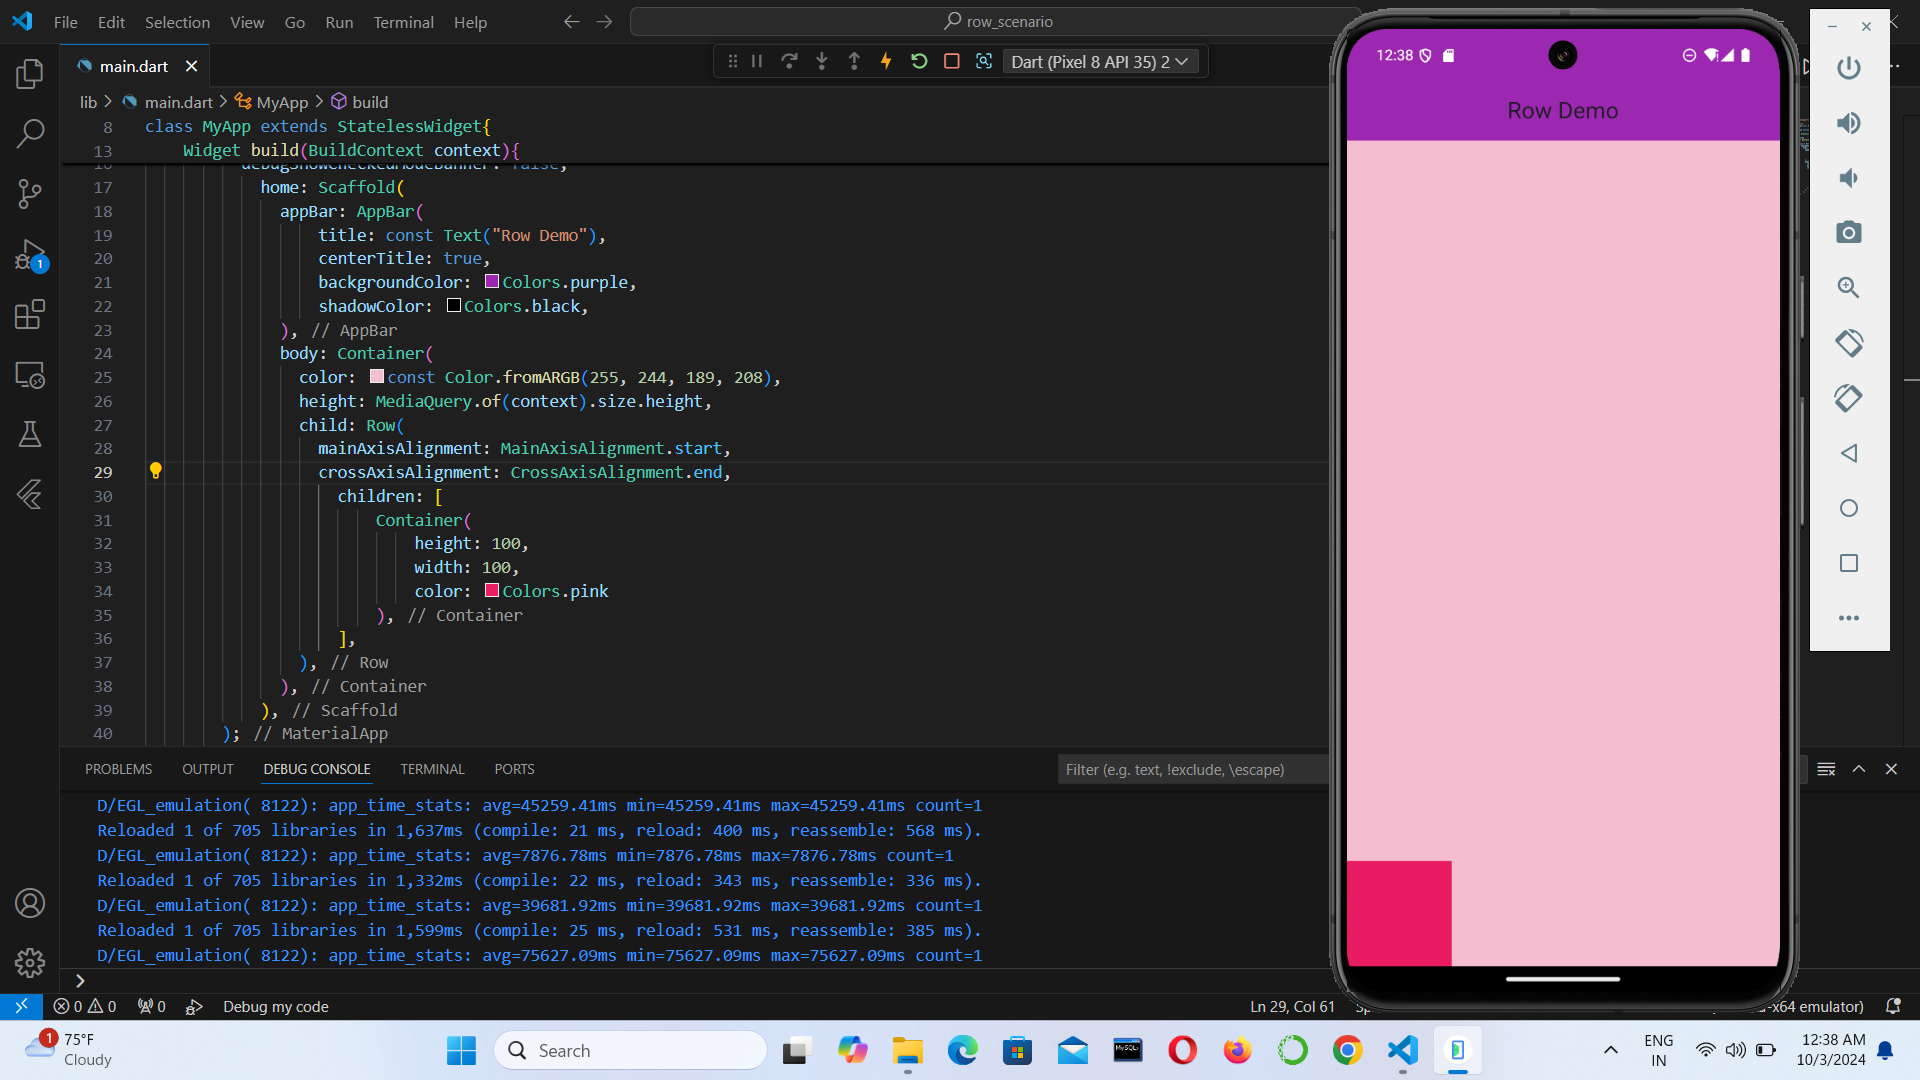 File Edit Selection View Go Run Terminal Help
row_scenario
main.dart
Dart (Pixel 8 API 35) 2
lib > main.dart > MyApp > build
8 class MyApp extends StatelessWidget{
13 Widget build(BuildContext context){
debugShowCheckedModeBanner: false,
17 home: Scaffold(
18 appBar: AppBar(
19 title: const Text("Row Demo"),
20 centerTitle: true,
21 backgroundColor: Colors.purple,
22 shadowColor: Colors.black,
23 ), // AppBar
24 body: Container(
25 color: const Color.fromARGB(255, 244, 189, 208),
26 height: MediaQuery.of(context).size.height,
27 child: Row(
28 mainAxisAlignment: MainAxisAlignment.start,
29 crossAxisAlignment: CrossAxisAlignment.end,
30 children: [
31 Container(
32 height: 100,
33 width: 100,
34 color: Colors.pink
35 ), // Container
36 ],
37 ), // Row
38 ), // Container
39 ), // Scaffold
40 ); // MaterialApp
PROBLEMS OUTPUT DEBUG CONSOLE TERMINAL PORTS
Filter (e.g. text, !exclude, \escape)
D/EGL_emulation( 8122): app_time_stats: avg=45259.41ms min=45259.41ms max=45259.41ms count=1
Reloaded 1 of 705 libraries in 1,637ms (compile: 21 ms, reload: 400 ms, reassemble: 568 ms).
D/EGL_emulation( 8122): app_time_stats: avg=7876.78ms min=7876.78ms max=7876.78ms count=1
Reloaded 1 of 705 libraries in 1,332ms (compile: 22 ms, reload: 343 ms, reassemble: 336 ms).
D/EGL_emulation( 8122): app_time_stats: avg=39681.92ms min=39681.92ms max=39681.92ms count=1
Reloaded 1 of 705 libraries in 1,599ms (compile: 25 ms, reload: 531 ms, reassemble: 385 ms).
D/EGL_emulation( 8122): app_time_stats: avg=75627.09ms min=75627.09ms max=75627.09ms count=1
0 0 0 Debug my code
Ln 29, Col 61
-x64 emulator)
12:38
Row Demo
1
1
75°F
Cloudy
Search
MySQL
ENG
IN
12:38 AM
10/3/2024